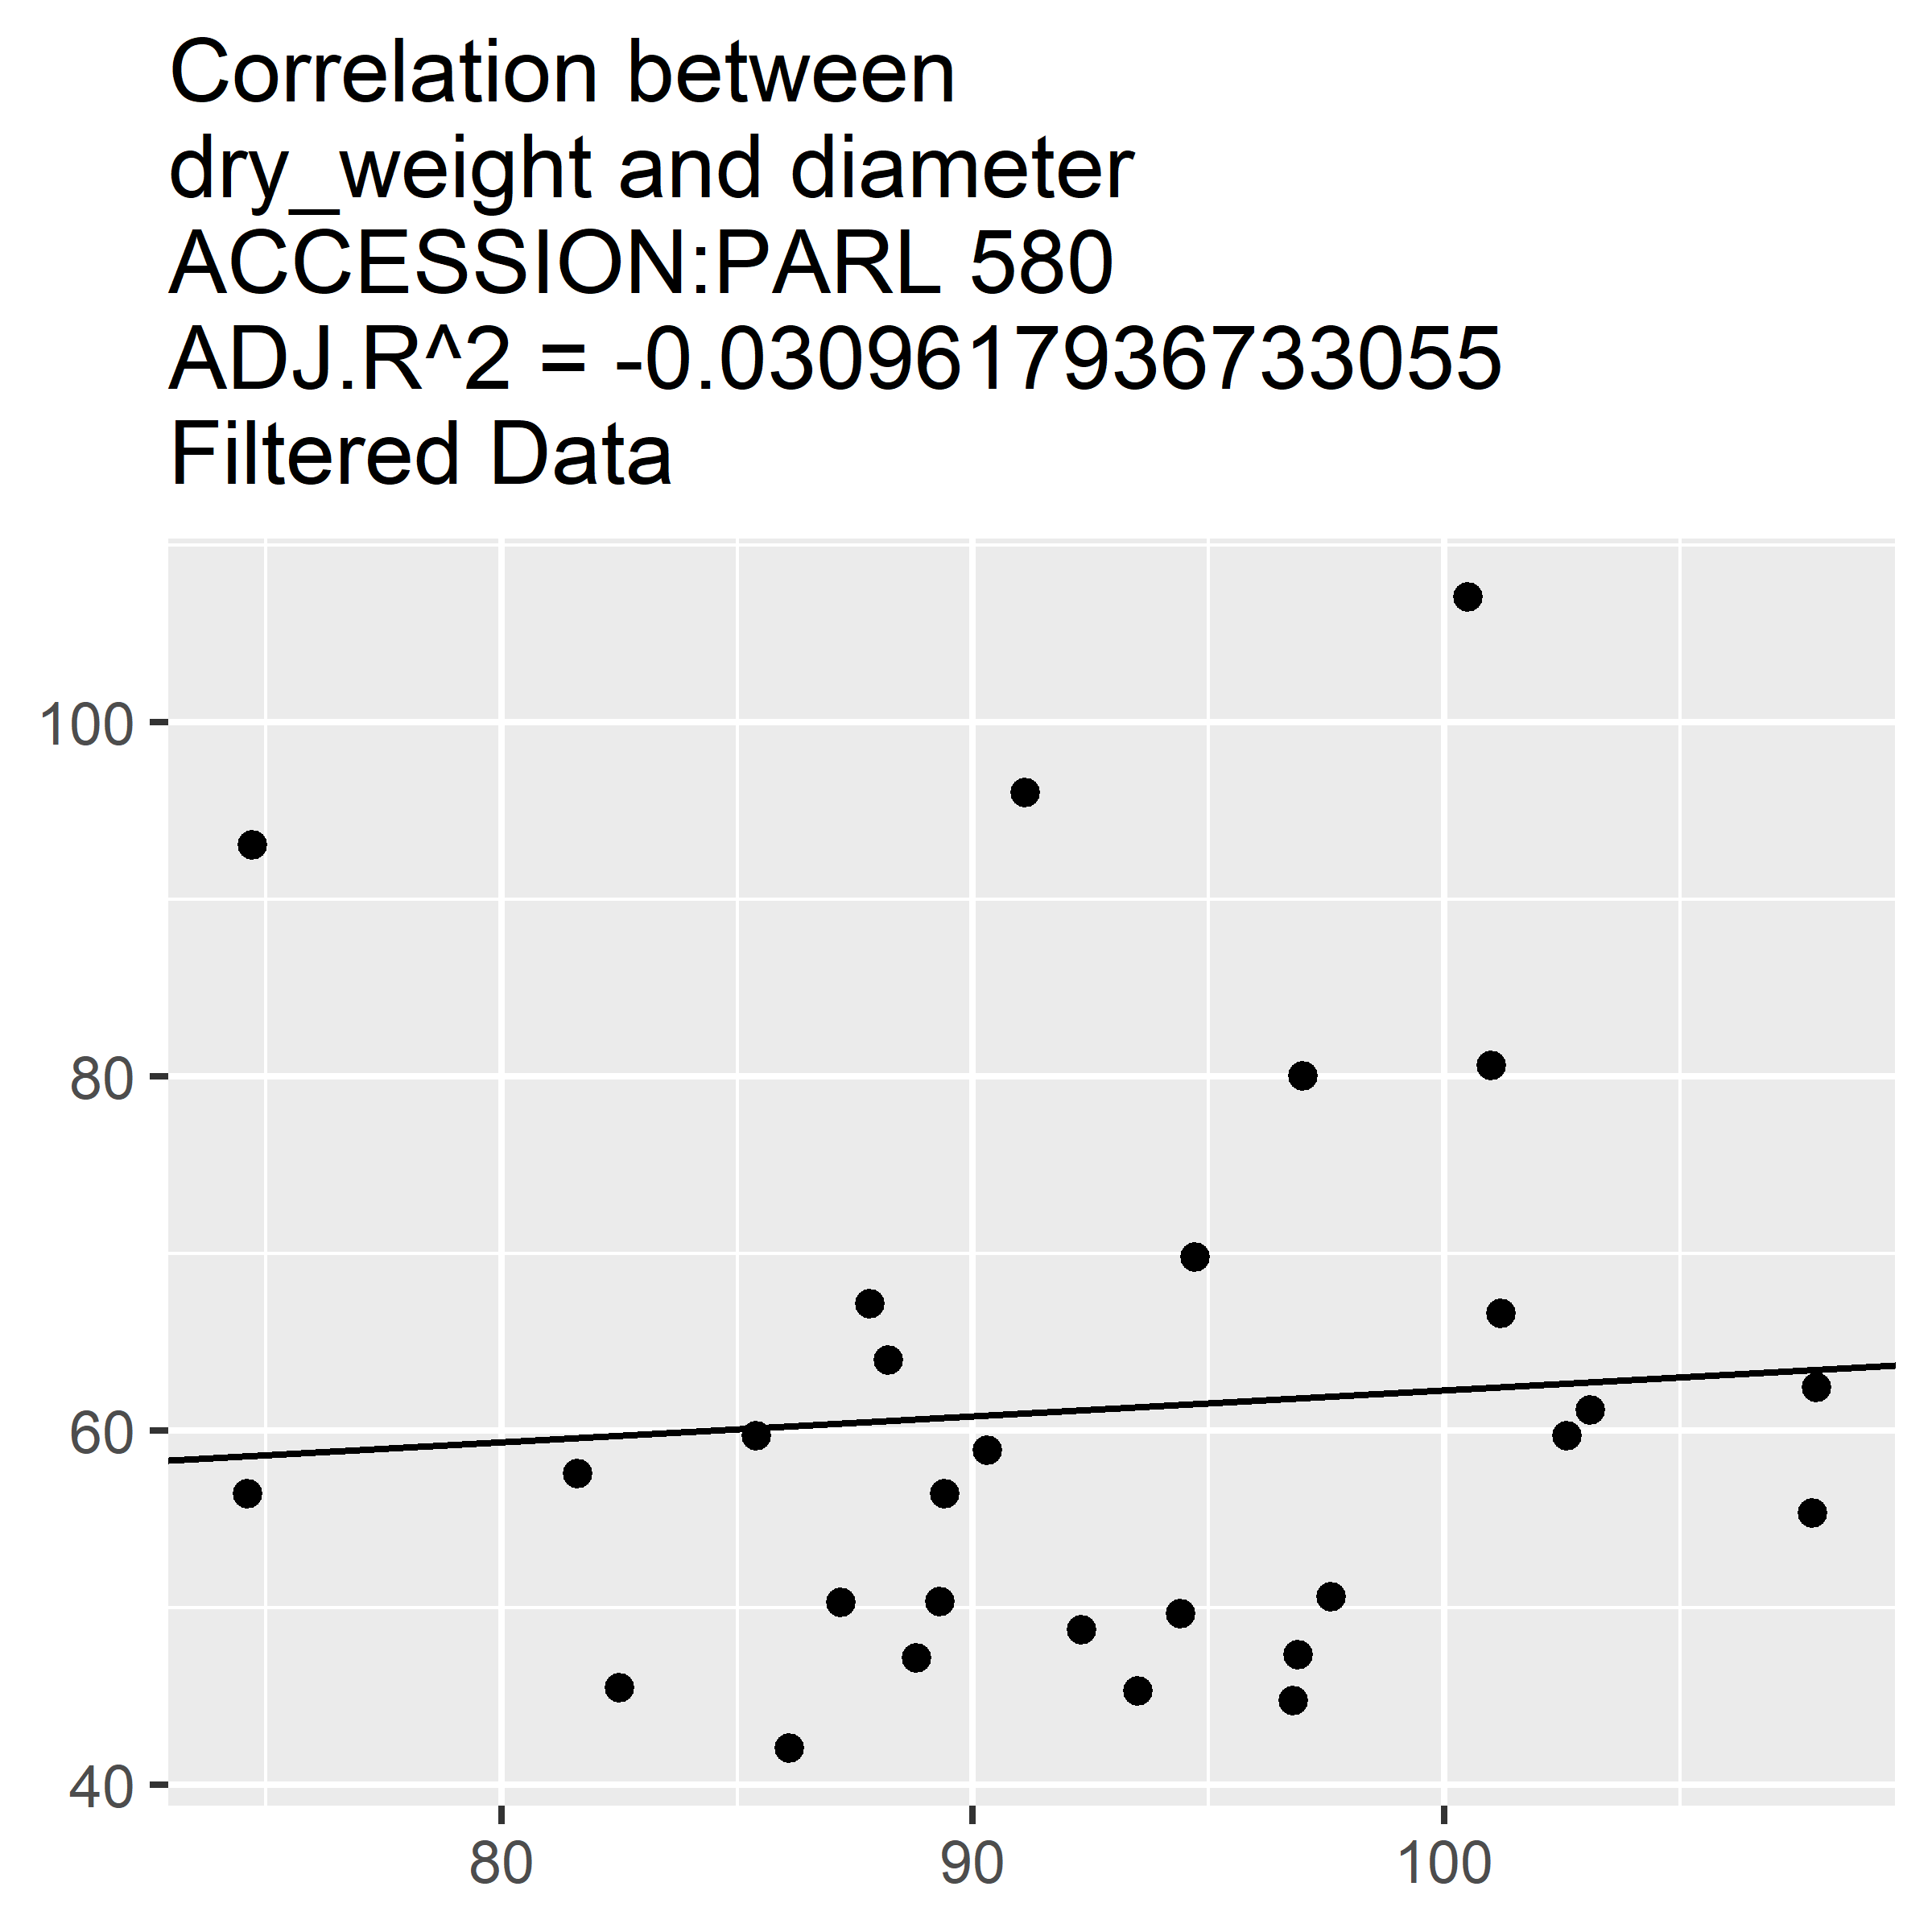 Correlation between
dry_weight and diameter
ACCESSION:PARL 580
ADJ.R^2 = -0.0309617936733055
Filtered Data
100
80
60
40
80
90
100